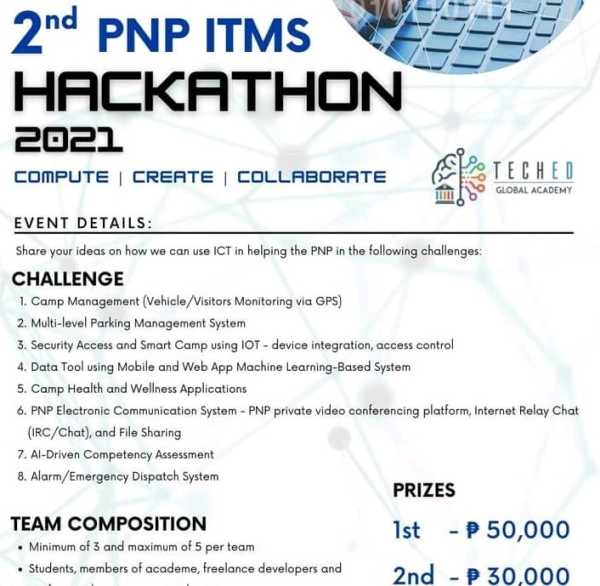 2nd PNP ITMS
HACKATHON
2021
COMPUTE | CREATE | COLLABORATE
TECHED
GLOBAL ACADEMY
EVENT DETAILS:
Share your ideas on how we can use ICT in helping the PNP in the following challenges:
CHALLENGE
1. Camp Management (Vehicle/Visitors Monitoring via GPS)
2. Multi-level Parking Management System
3. Security Access and Smart Camp using IOT - device integration, access control
4. Data Tool using Mobile and Web App Machine Learning-Based System
5. Camp Health and Wellness Applications
6. PNP Electronic Communication System - PNP private video conferencing platform, Internet Relay Chat
(IRC/Chat), and File Sharing
7. AI-Driven Competency Assessment
8. Alarm/Emergency Dispatch System
TEAM COMPOSITION
• Minimum of 3 and maximum of 5 per team
• Students, members of academe, freelance developers and
PRIZES
1st - ₱ 50,000
2nd - ₱ 30,000